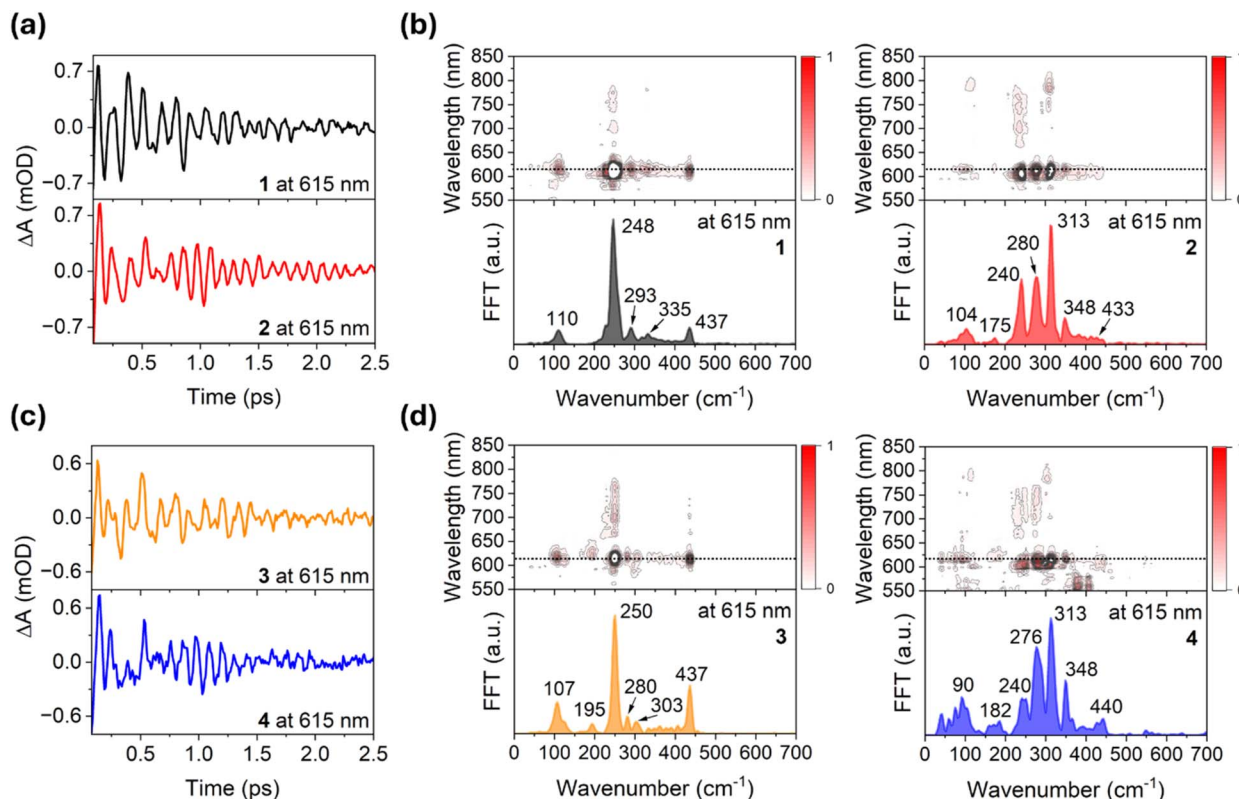 (a)
0.7
0.0
−0.7
1 at 615 nm
0.7
0.0
−0.7
2 at 615 nm
ΔA (mOD)
0.5 1.0 1.5 2.0 2.5
Time (ps)
(b)
850
800
750
700
650
600
550
Wavelength (nm)
1
0
at 615 nm
1
248
110
293
335
437
FFT (a.u.)
0 100 200 300 400 500 600 700
Wavenumber (cm⁻¹)
850
800
750
700
650
600
550
Wavelength (nm)
at 615 nm
2
313
280
240
104
175
348
433
FFT (a.u.)
0 100 200 300 400 500 600 700
Wavenumber (cm⁻¹)
(c)
0.6
0.0
−0.6
3 at 615 nm
0.6
0.0
−0.6
4 at 615 nm
ΔA (mOD)
0.5 1.0 1.5 2.0 2.5
Time (ps)
(d)
850
800
750
700
650
600
550
Wavelength (nm)
1
0
at 615 nm
3
250
107
195
280
303
437
FFT (a.u.)
0 100 200 300 400 500 600 700
Wavenumber (cm⁻¹)
850
800
750
700
650
600
550
Wavelength (nm)
at 615 nm
4
313
276
348
240
90
182
440
FFT (a.u.)
0 100 200 300 400 500 600 700
Wavenumber (cm⁻¹)